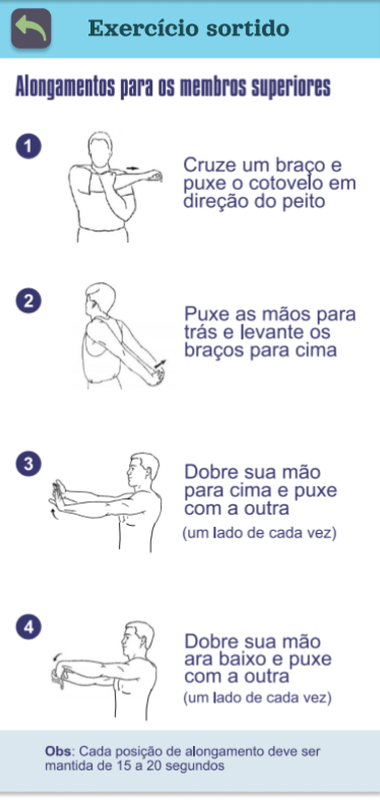 Exercício sortido
Alongamentos para os membros superiores
1
Cruze um braço e
puxe o cotovelo em
direção do peito
2
Puxe as mãos para
trás e levante os
braços para cima
3
Dobre sua mão
para cima e puxe
com a outra
(um lado de cada vez)
4
Dobre sua mão
ara baixo e puxe
com a outra
(um lado de cada vez)
Obs: Cada posição de alongamento deve ser
mantida de 15 a 20 segundos